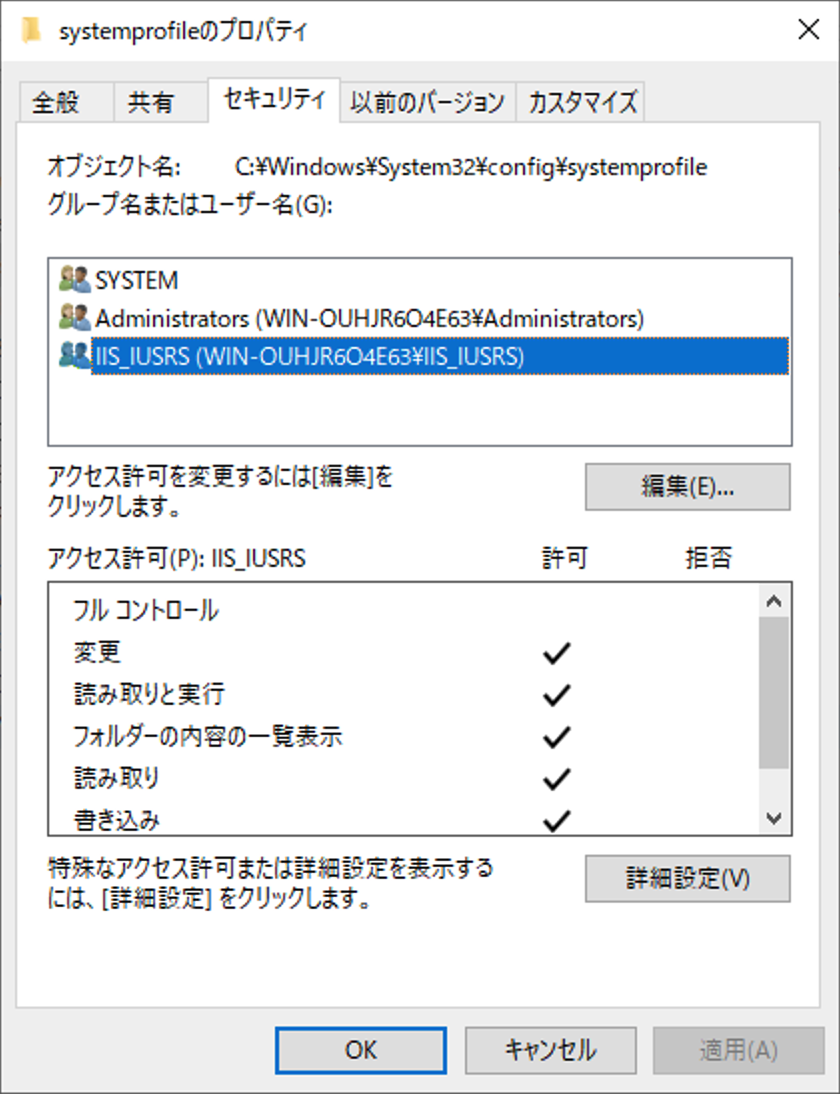 systemprofileのプロパティ
全般 共有 セキュリティ 以前のバージョン カスタマイズ
オブジェクト名: C:¥Windows¥System32¥config¥systemprofile
グループ名またはユーザー名(G):
SYSTEM
Administrators (WIN-OUHJR6O4E63¥Administrators)
IIS_IUSRS (WIN-OUHJR6O4E63¥IIS_IUSRS)
アクセス許可を変更するには[編集]を
クリックします。
編集(E)...
アクセス許可(P): IIS_IUSRS 許可 拒否
フル コントロール
変更
読み取りと実行
フォルダーの内容の一覧表示
読み取り
書き込み
特殊なアクセス許可または詳細設定を表示する
には、[詳細設定] をクリックします。
詳細設定(V)
OK キャンセル 適用(A)